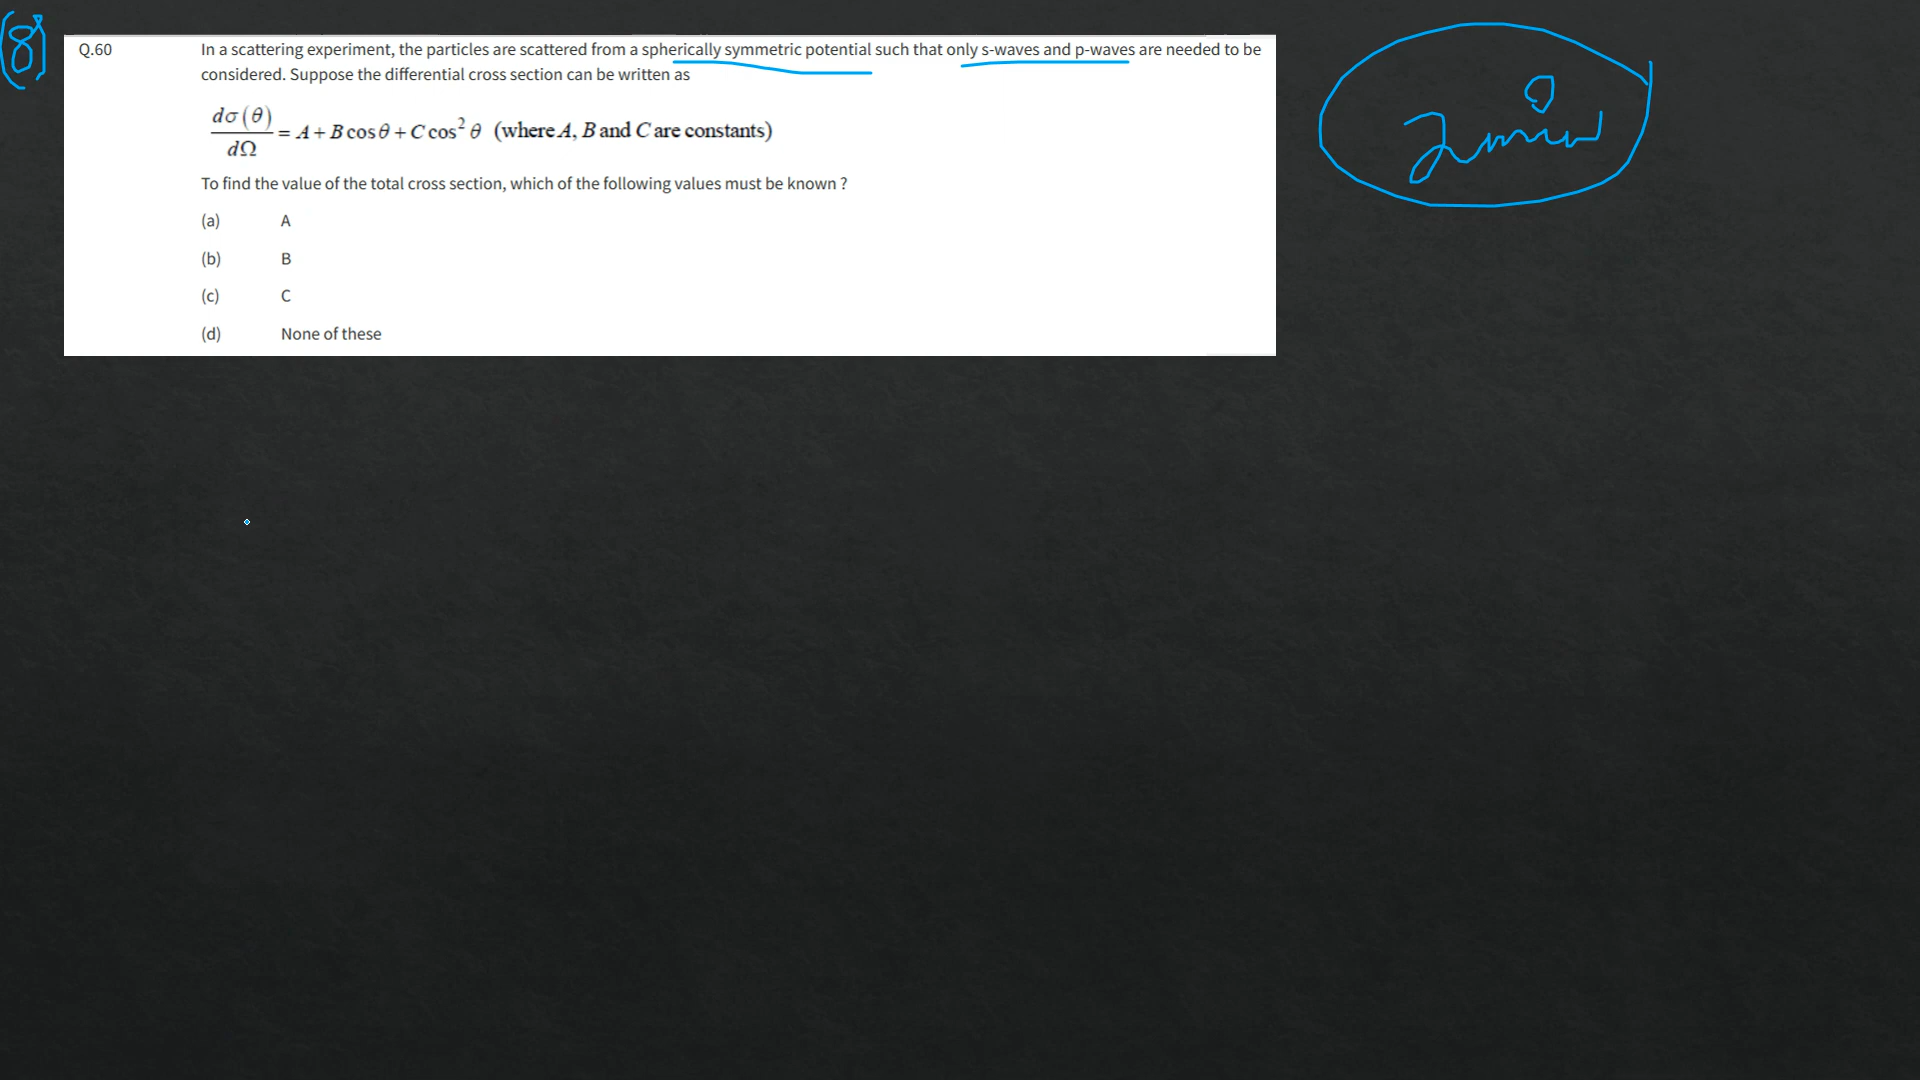 (8)
Q.60 In a scattering experiment, the particles are scattered from a spherically symmetric potential such that only s-waves and p-waves are needed to be
considered. Suppose the differential cross section can be written as
dσ(θ)/dΩ = A + B cos θ + C cos² θ (where A, B and C are constants)
To find the value of the total cross section, which of the following values must be known ?
(a) A
(b) B
(c) C
(d) None of these
2 min